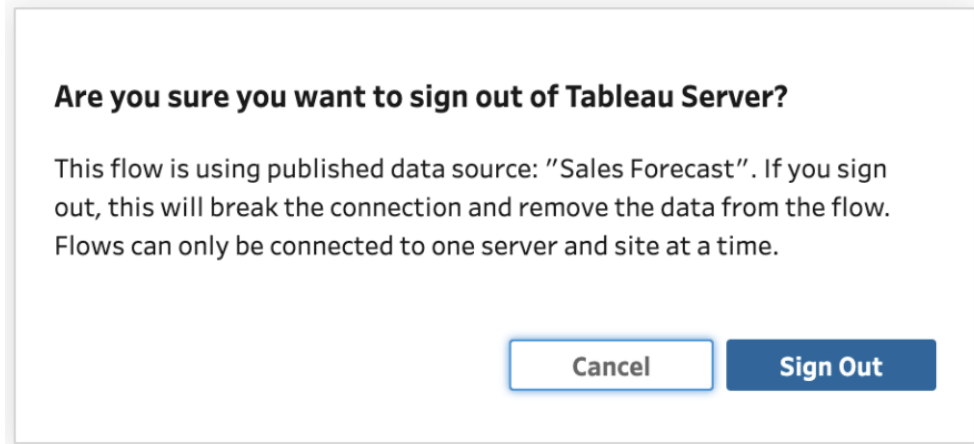 Are you sure you want to sign out of Tableau Server?
This flow is using published data source: "Sales Forecast". If you sign
out, this will break the connection and remove the data from the flow.
Flows can only be connected to one server and site at a time.
Cancel Sign Out